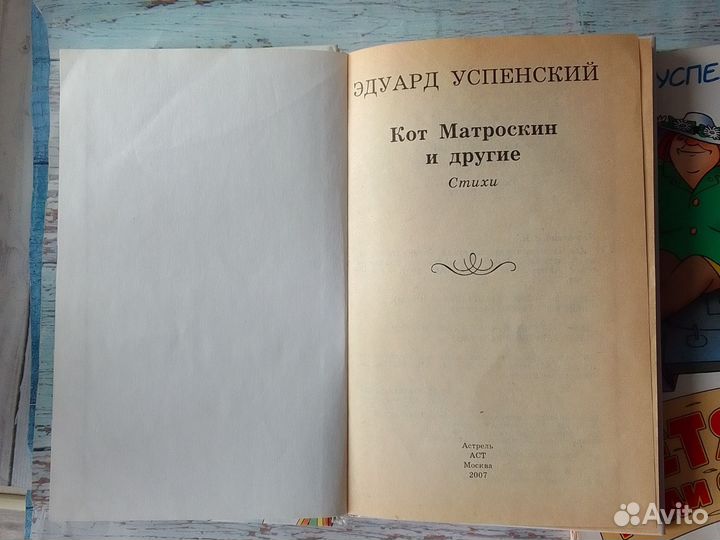 ЭДУАРД УСПЕНСКИЙ
Кот Матроскин
и другие
Стихи
Астрель
АСТ
Москва
2007
УСПЕ
Avito